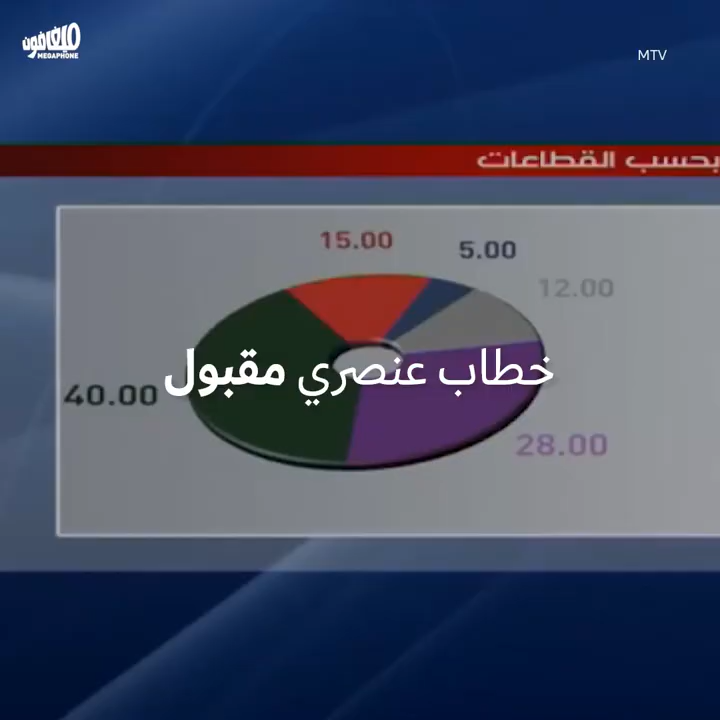 ميغافون
MEGAPHONE
MTV
بحسب القطاعات
15.00
5.00
12.00
خطاب عنصري مقبول
40.00
28.00